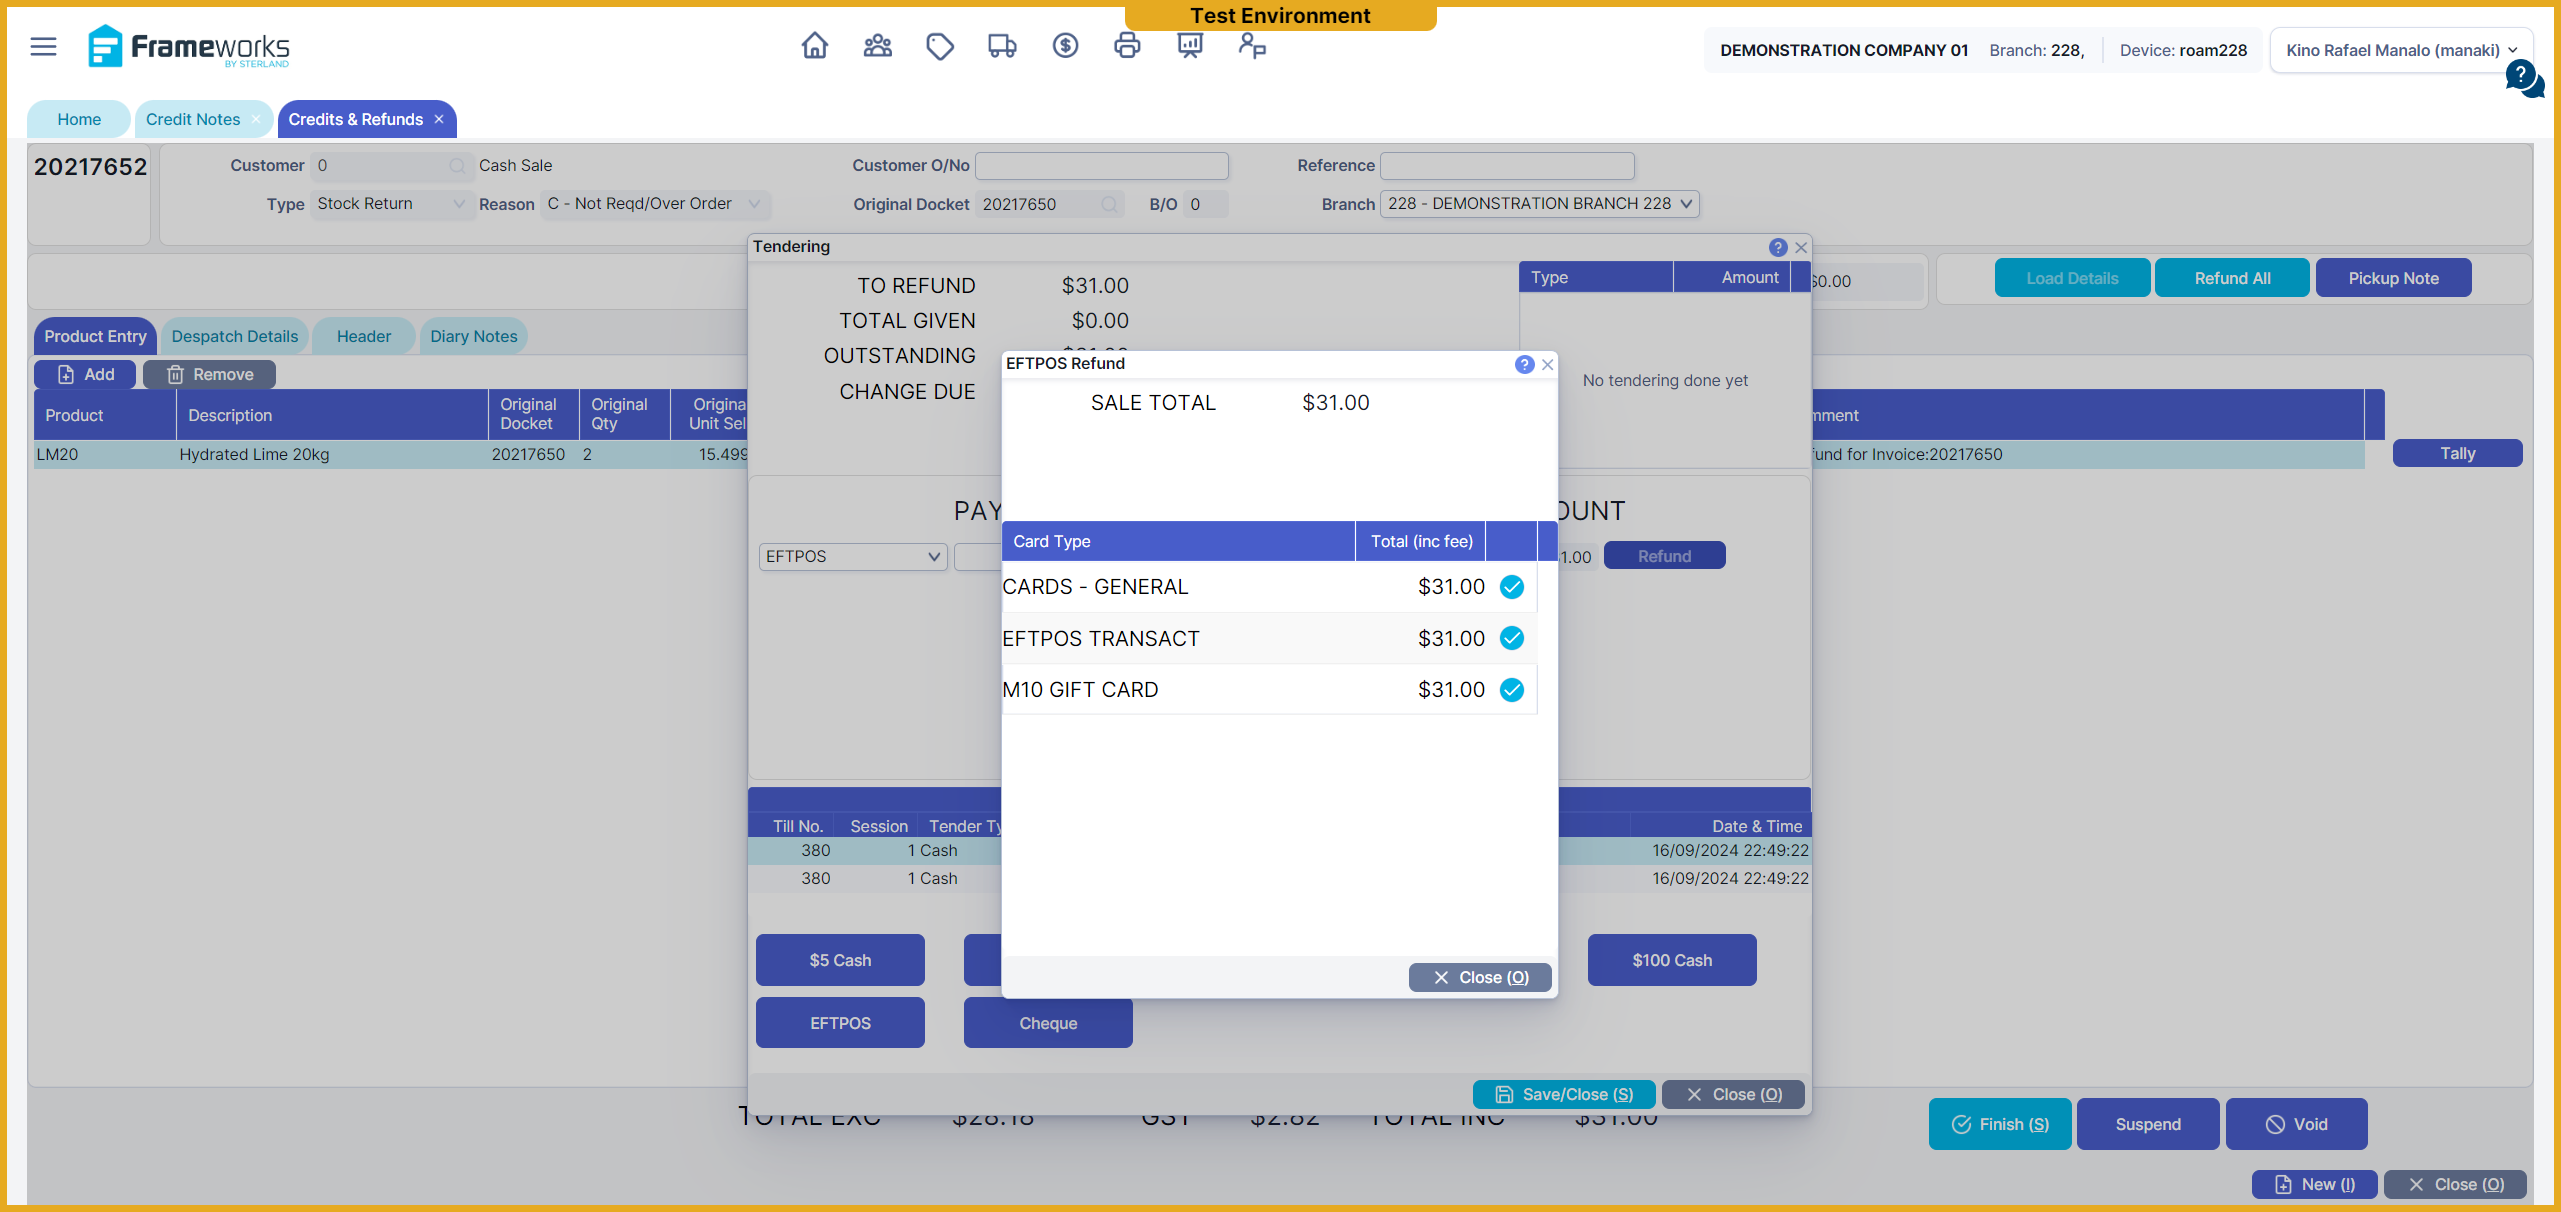 Test Environment
Frameworks
BY STERLAND
DEMONSTRATION COMPANY 01 Branch: 228, Device: roam228 Kino Rafael Manalo (manaki)
Home Credit Notes Credits & Refunds
20217652 Customer 0 Cash Sale Customer O/No Reference
Type Stock Return Reason C - Not Reqd/Over Order Original Docket 20217650 B/O 0 Branch 228 - DEMONSTRATION BRANCH 228
Tendering
TO REFUND $31.00 Type Amount $0.00 Load Details Refund All Pickup Note
TOTAL GIVEN $0.00
Product Entry Despatch Details Header Diary Notes
OUTSTANDING
EFTPOS Refund
Add Remove CHANGE DUE No tendering done yet
SALE TOTAL $31.00
Product Description Original Docket Original Qty Origina Unit Sel mment
LM20 Hydrated Lime 20kg 20217650 2 15.499 fund for Invoice:20217650 Tally
PAY OUNT
Card Type Total (inc fee)
EFTPOS 1.00 Refund
CARDS - GENERAL $31.00
EFTPOS TRANSACT $31.00
M10 GIFT CARD $31.00
Till No. Session Tender Ty Date & Time
380 1 Cash 16/09/2024 22:49:22
380 1 Cash 16/09/2024 22:49:22
$5 Cash $100 Cash
Close (O)
EFTPOS Cheque
Save/Close (S) Close (O)
TOTAL EXC $28.18 GST $2.82 TOTAL INC $31.00
Finish (S) Suspend Void
New (I) Close (O)